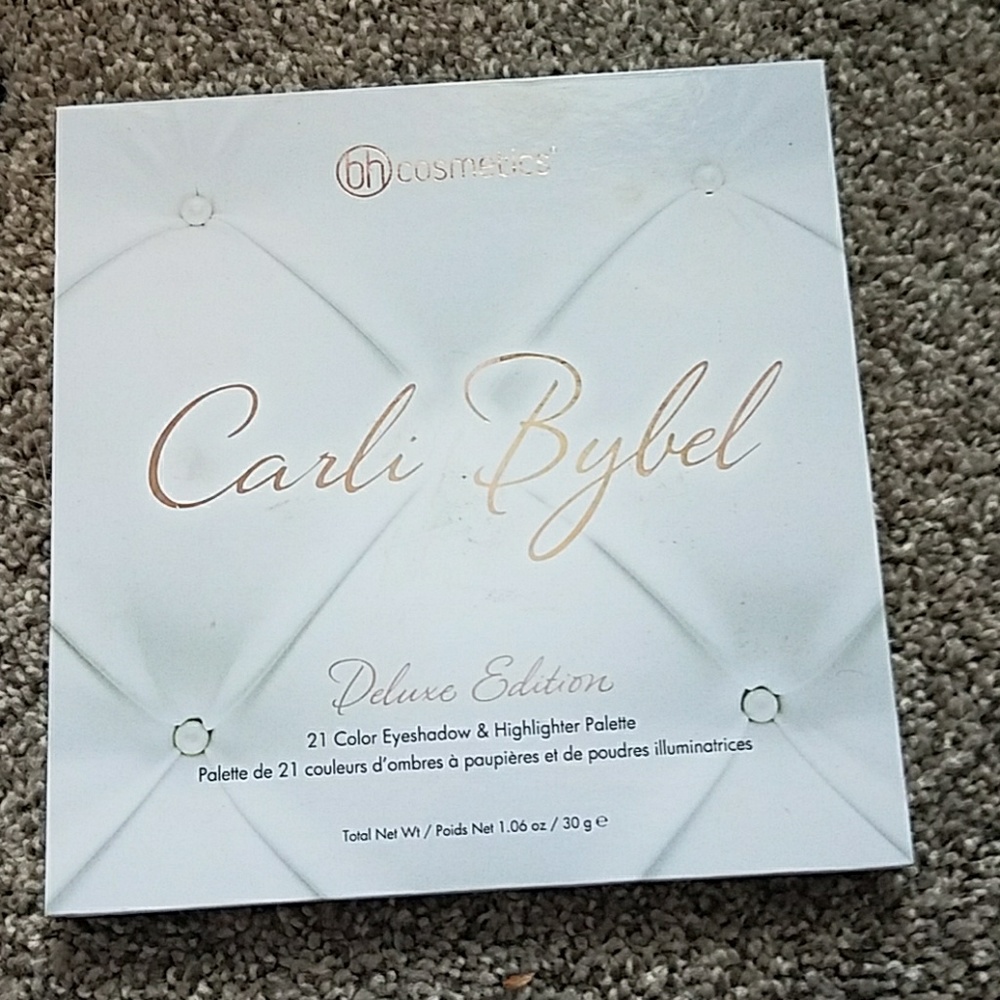 bh cosmetics
Carli Bybel
Deluxe Edition
21 Color Eyeshadow & Highlighter Palette
Palette de 21 couleurs d'ombres à paupières et de poudres illuminatrices
Total Net Wt / Poids Net 1.06 oz / 30 g ℮